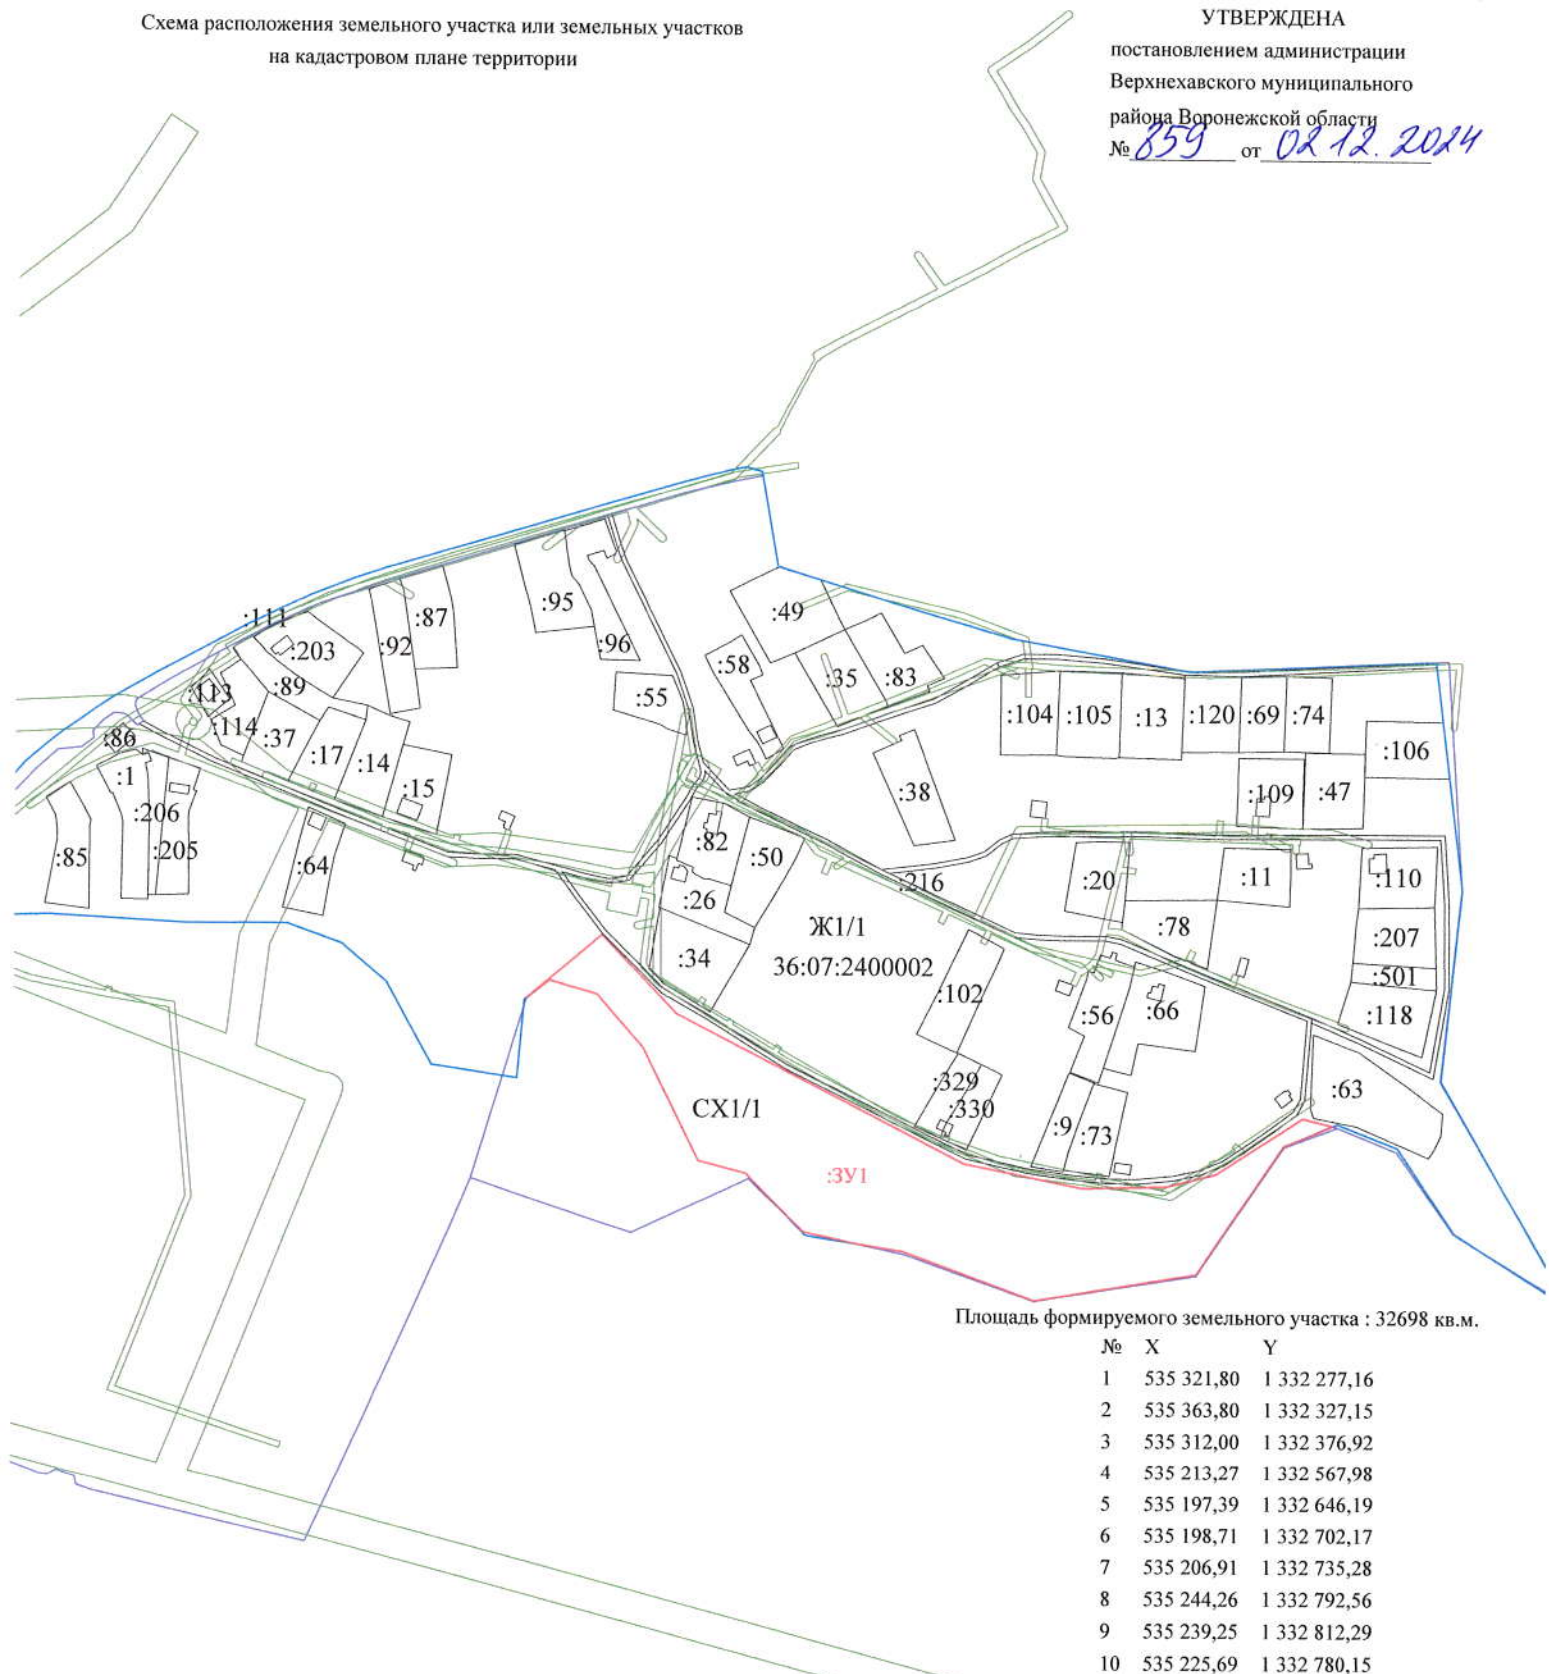 Схема расположения земельного участка или земельных участков
на кадастровом плане территории
УТВЕРЖДЕНА
постановлением администрации
Верхнехавского муниципального
района Воронежской области
№ 859 от 02.12.2024
:111
:203
:89
:113
:114
:86
:37
:17
:14
:15
:1
:206
:205
:85
:64
:92
:87
:95
:96
:55
:58
:49
:35
:83
:38
:104
:105
:13
:120
:69
:74
:106
:109
:47
:82
:50
:26
:34
:216
Ж1/1
36:07:2400002
:20
:11
:78
:110
:207
:501
:118
:102
:56
:66
:329
:330
:9
:73
:63
СХ1/1
:ЗУ1
Площадь формируемого земельного участка : 32698 кв.м.
№ X Y
1 535 321,80 1 332 277,16
2 535 363,80 1 332 327,15
3 535 312,00 1 332 376,92
4 535 213,27 1 332 567,98
5 535 197,39 1 332 646,19
6 535 198,71 1 332 702,17
7 535 206,91 1 332 735,28
8 535 244,26 1 332 792,56
9 535 239,25 1 332 812,29
10 535 225,69 1 332 780,15